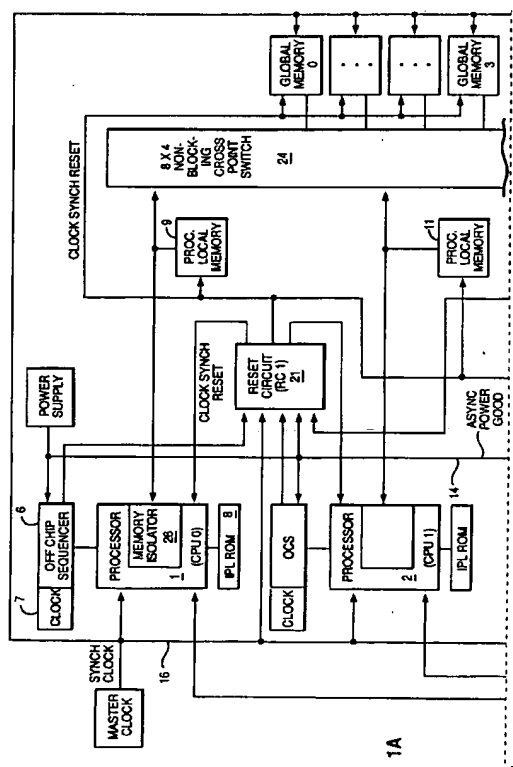 1A
MASTER
CLOCK
SYNCH
CLOCK
16
7
CLOCK
6
OFF CHIP
SEQUENCER
POWER
SUPPLY
PROCESSOR
MEMORY
ISOLATOR
26
1
(CPU 0)
IPL ROM
8
CLOCK
OCS
PROCESSOR
2
(CPU 1)
IPL ROM
14
ASYNC
POWER
GOOD
CLOCK SYNCH
RESET
RESET
CIRCUIT
(RC 1)
21
CLOCK SYNCH RESET
9
PROC.
LOCAL
MEMORY
11
PROC.
LOCAL
MEMORY
8 X 4
NON-
BLOCK-
ING
CROSS
POINT
SWITCH
24
GLOBAL
MEMORY
0
. . .
. . .
GLOBAL
MEMORY
3